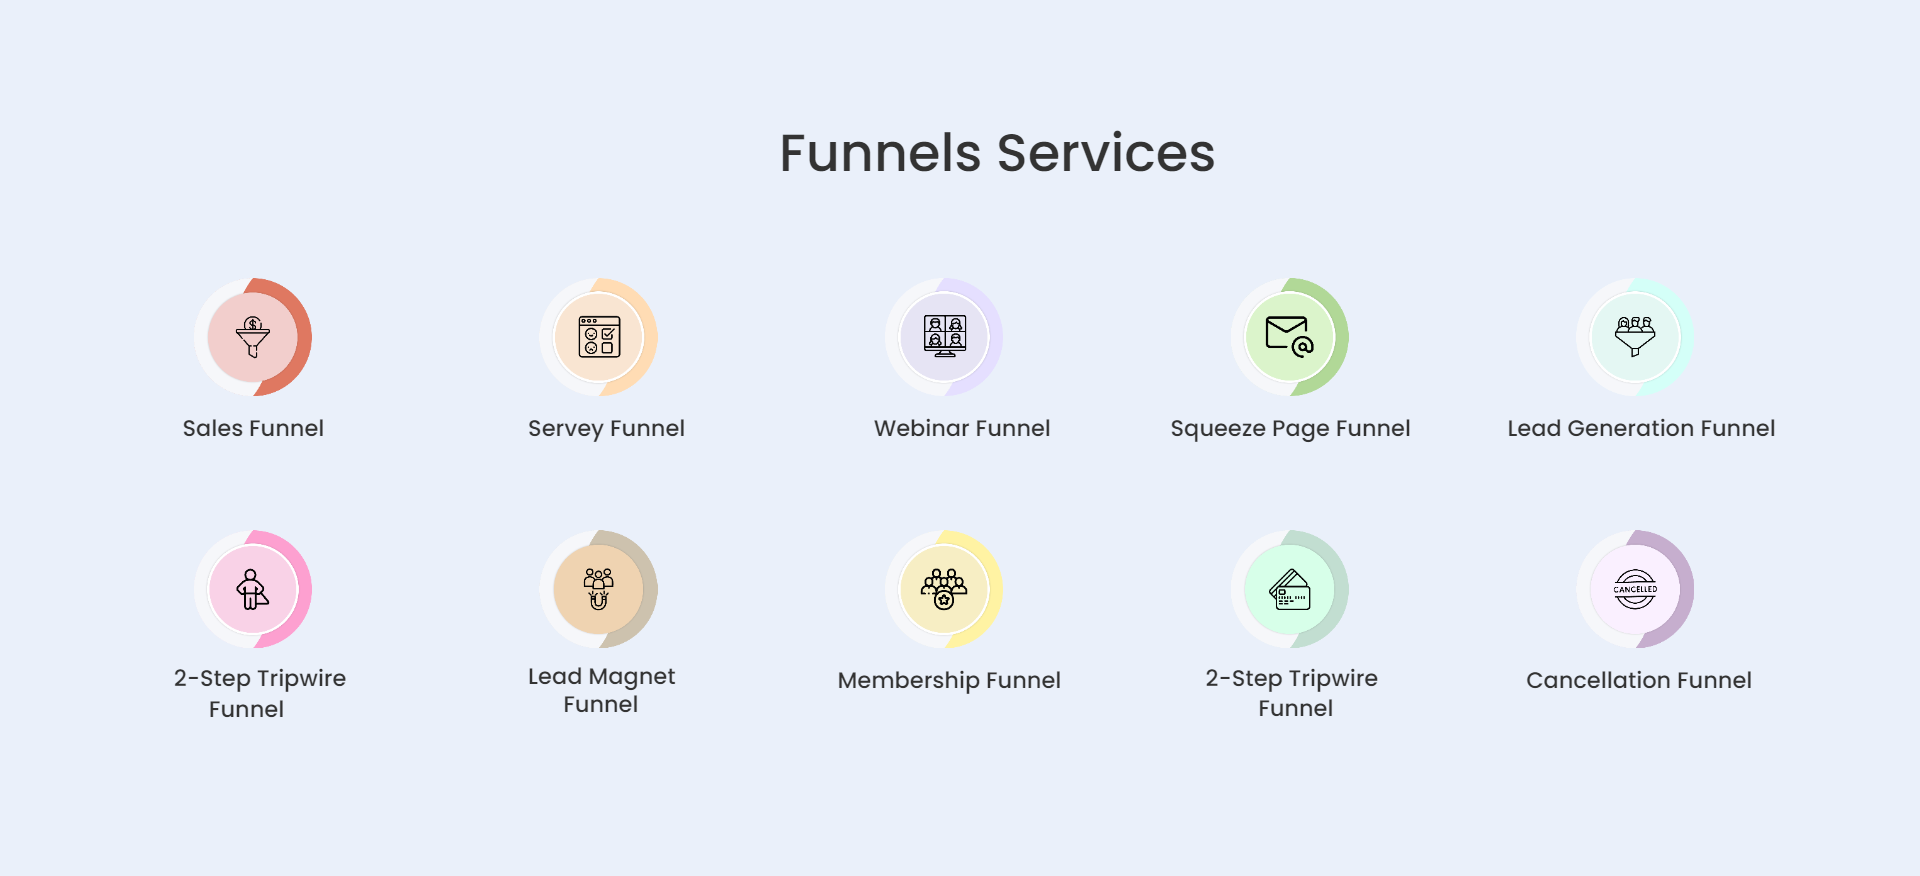 Funnels Services
Sales Funnel
Servey Funnel
Webinar Funnel
Squeeze Page Funnel
Lead Generation Funnel
2-Step Tripwire
Funnel
Lead Magnet
Funnel
Membership Funnel
2-Step Tripwire
Funnel
CANCELLED
Cancellation Funnel